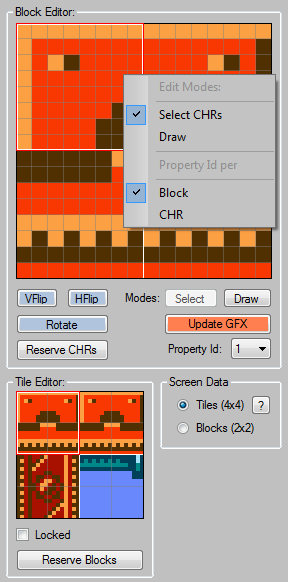 Block Editor:
Edit Modes:
Select CHRs
Draw
Property Id per
Block
CHR
VFlip HFlip Modes: Select Draw
Rotate Update GFX
Reserve CHRs Property Id: 1
Tile Editor: Screen Data
Tiles (4x4) ?
Blocks (2x2)
Locked
Reserve Blocks